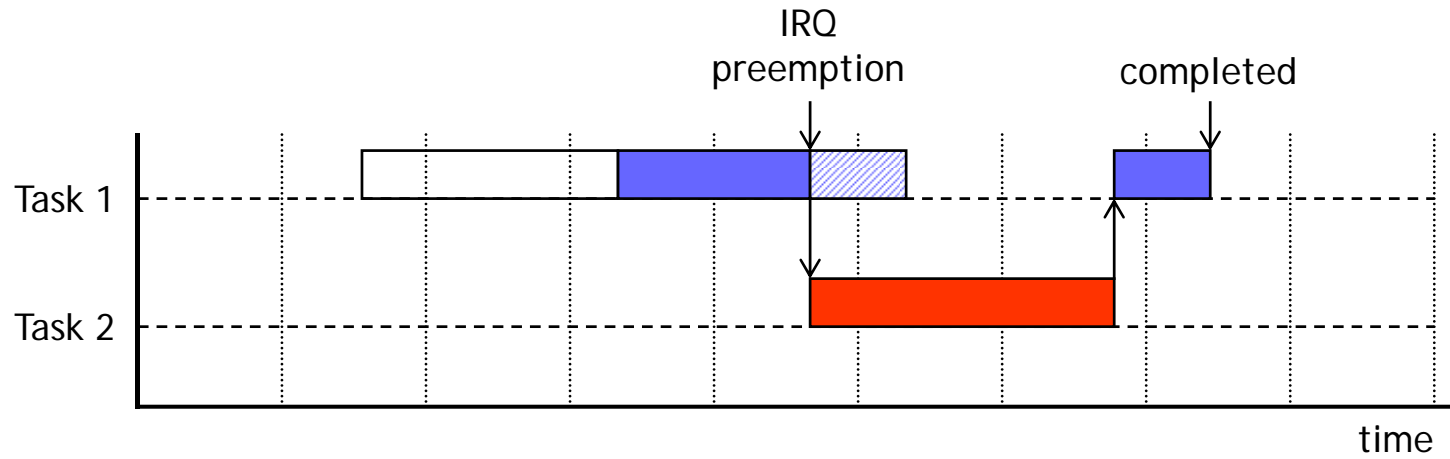 IRQ
preemption
completed
Task 1
Task 2
time